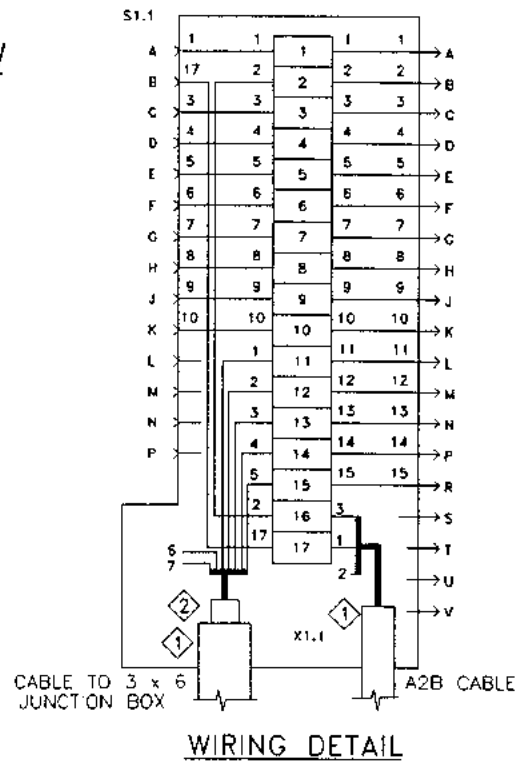 S1.1
A 1 1 1 1 1 A
B 17 2 2 2 2 B
C 3 3 3 3 3 C
D 4 4 4 4 4 D
E 5 5 5 5 5 E
F 6 6 6 6 6 F
G 7 7 7 7 7 G
H 8 8 8 8 8 H
J 9 9 9 9 9 J
K 10 10 10 10 10 K
L 1 11 11 11 L
M 2 12 12 12 M
N 3 13 13 13 N
P 4 14 14 14 P
5 15 15 15 R
2 16 3 S
17 17 1 T
6
7 2 U
2 1 V
1 X1.1
CABLE TO 3 x 6
JUNCTION BOX
A2B CABLE
WIRING DETAIL